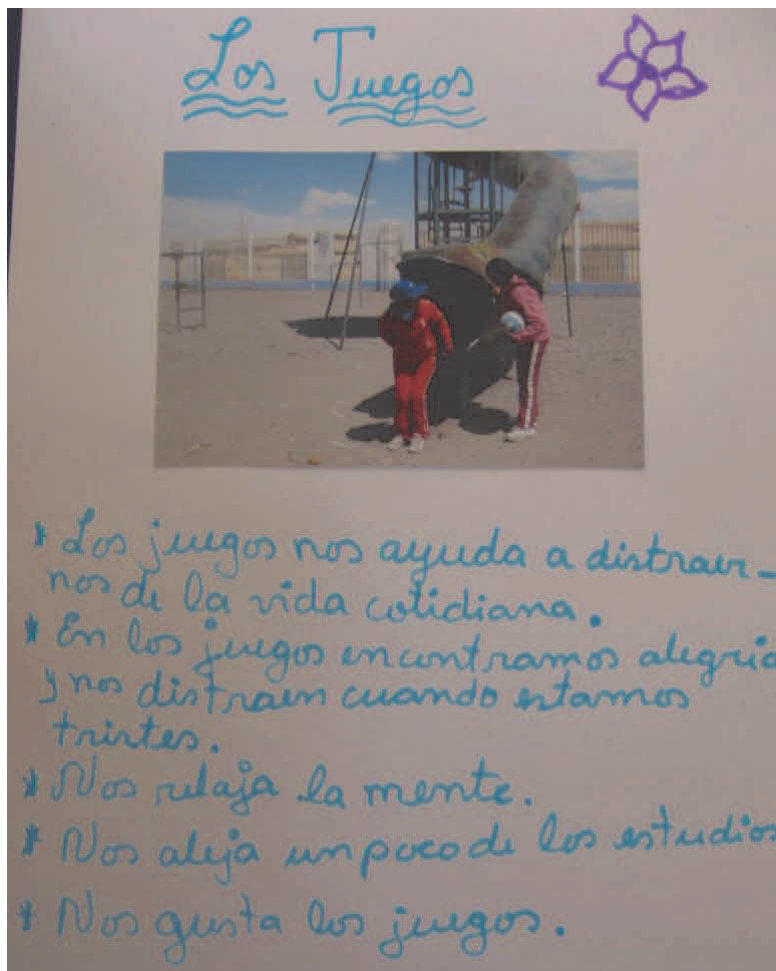 Los Juegos
* Los juegos nos ayuda a distraer-
nos de la vida cotidiana.
* En los juegos encontramos alegria
y nos distraen cuando estamos
tristes.
* Nos relaja la mente.
* Nos aleja un poco de los estudios
* Nos gusta los juegos.